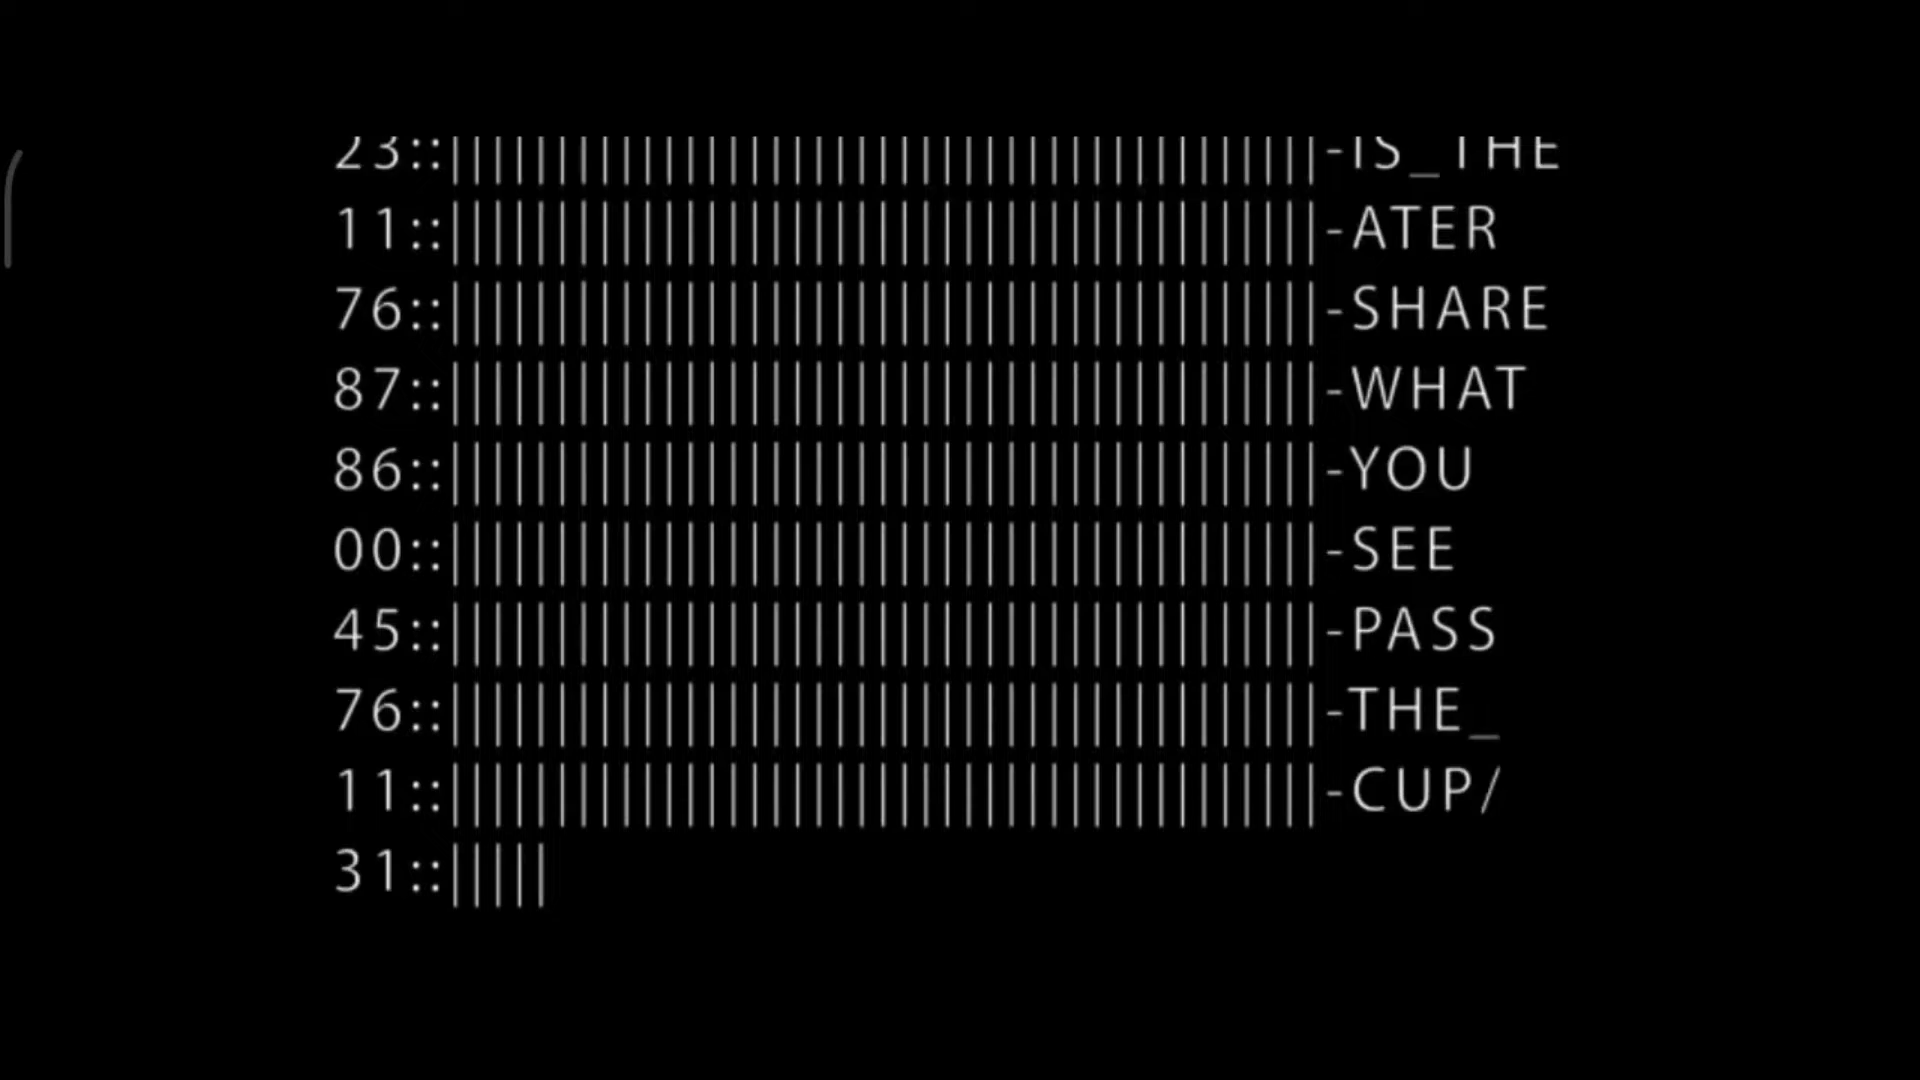 23::|||||||||||||||||||||||||||||||||||||||||-IS_THE
11::|||||||||||||||||||||||||||||||||||||||||-ATER
76::|||||||||||||||||||||||||||||||||||||||||-SHARE
87::|||||||||||||||||||||||||||||||||||||||||-WHAT
86::|||||||||||||||||||||||||||||||||||||||||-YOU
00::|||||||||||||||||||||||||||||||||||||||||-SEE
45::|||||||||||||||||||||||||||||||||||||||||-PASS
76::|||||||||||||||||||||||||||||||||||||||||-THE_
11::|||||||||||||||||||||||||||||||||||||||||-CUP/
31::|||||